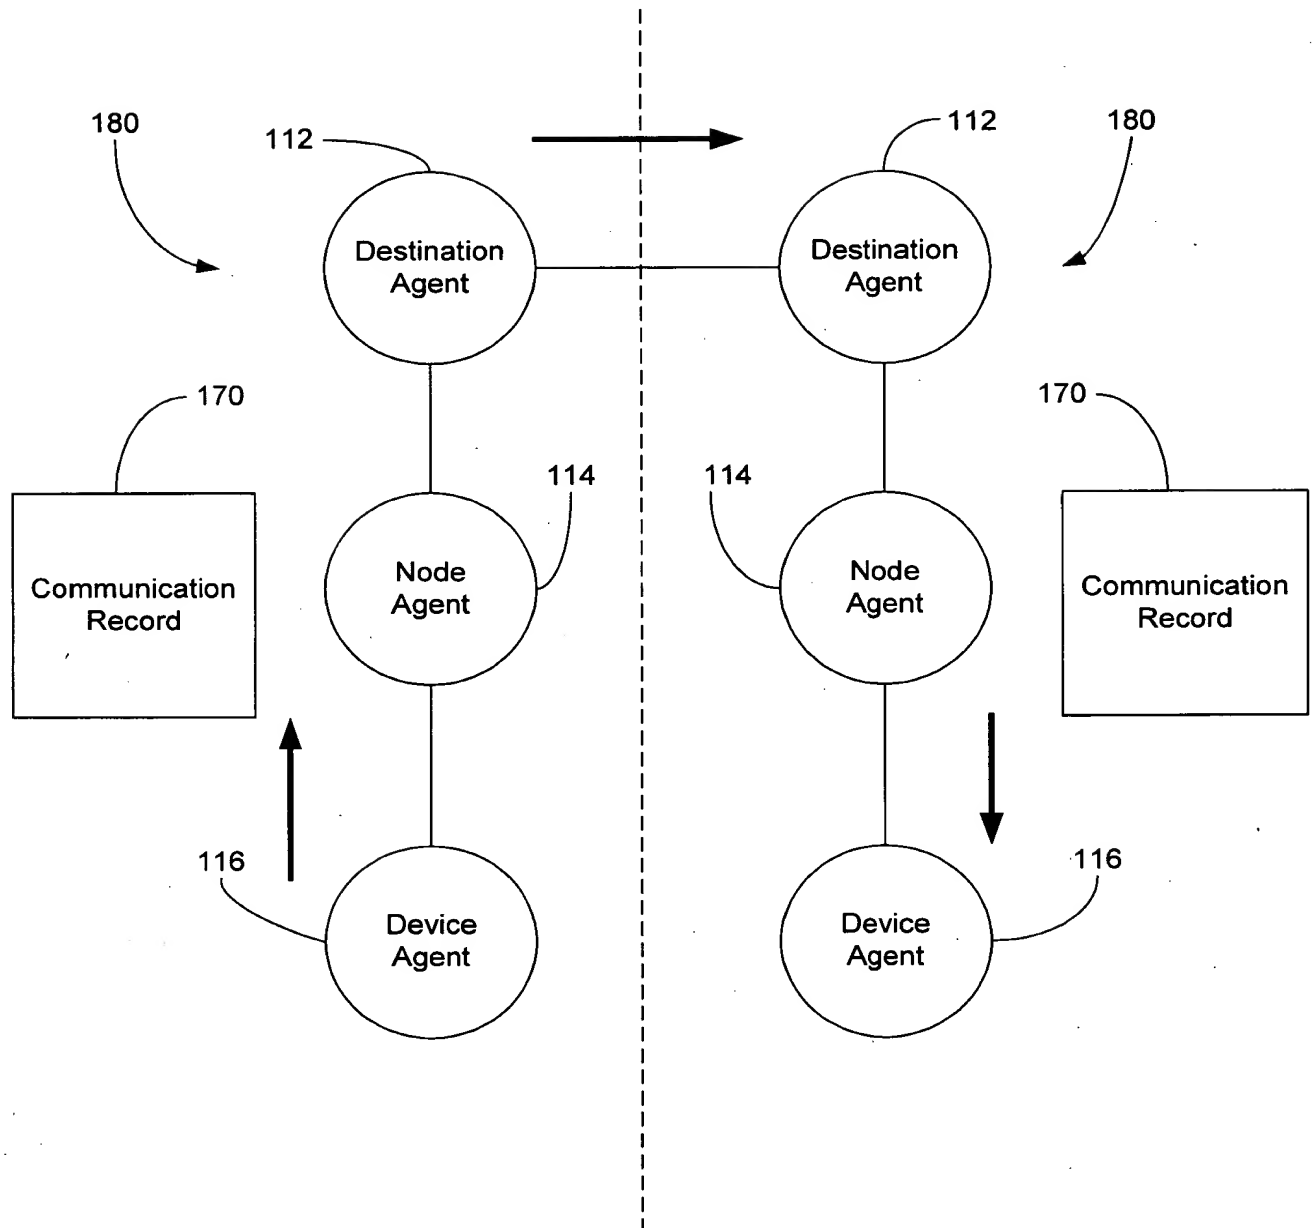 180
112
112
180
Destination
Agent
Destination
Agent
170
170
114
114
Communication
Record
Node
Agent
Node
Agent
Communication
Record
116
116
Device
Agent
Device
Agent